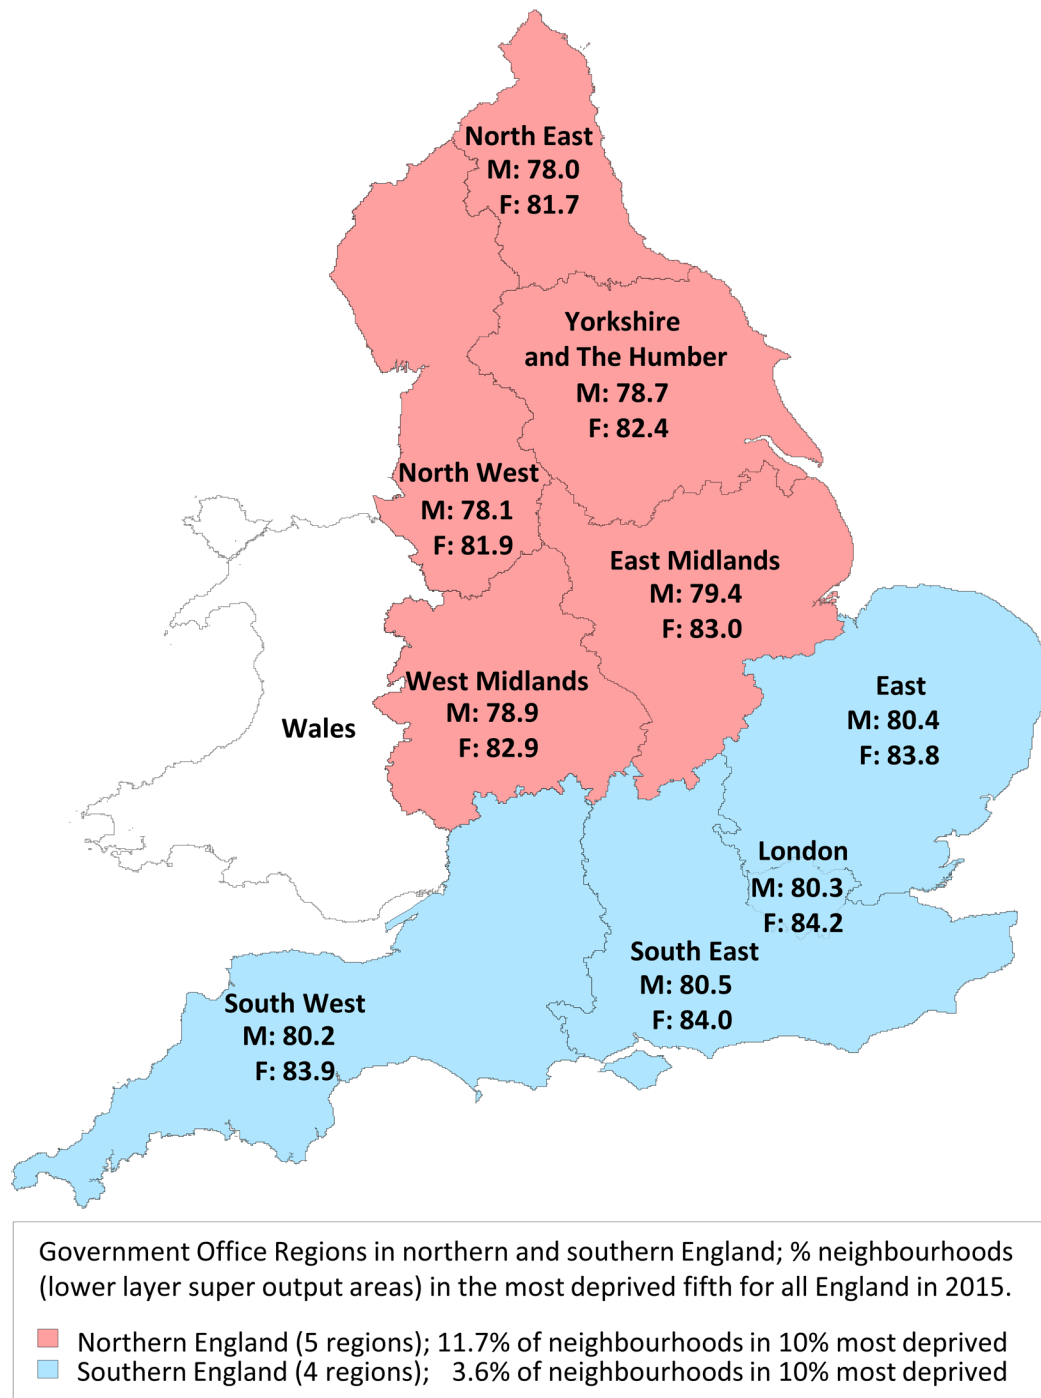 North East
M: 78.0
F: 81.7
Yorkshire
and The Humber
M: 78.7
F: 82.4
North West
M: 78.1
F: 81.9
East Midlands
M: 79.4
F: 83.0
West Midlands
M: 78.9
F: 82.9
Wales
East
M: 80.4
F: 83.8
London
M: 80.3
F: 84.2
South East
M: 80.5
F: 84.0
South West
M: 80.2
F: 83.9
Government Office Regions in northern and southern England; % neighbourhoods
(lower layer super output areas) in the most deprived fifth for all England in 2015.
Northern England (5 regions); 11.7% of neighbourhoods in 10% most deprived
Southern England (4 regions); 3.6% of neighbourhoods in 10% most deprived